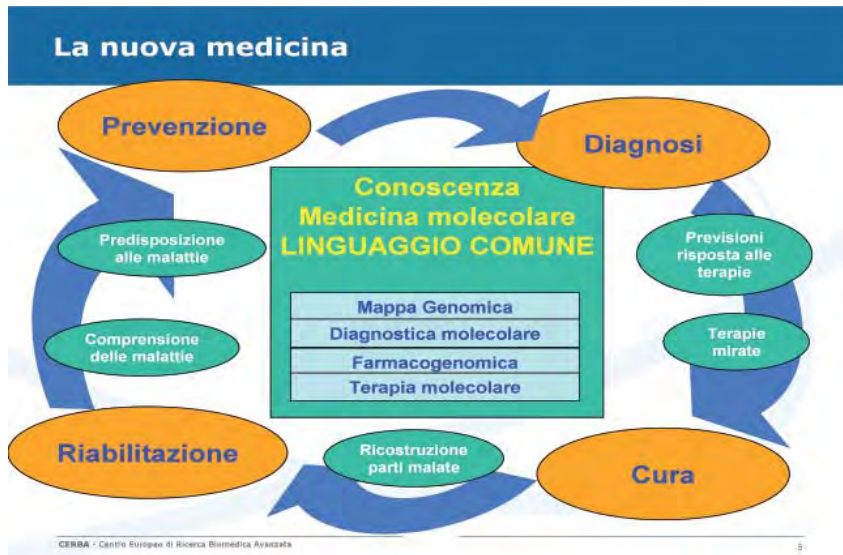 La nuova medicina
Prevenzione
Diagnosi
Conoscenza
Medicina molecolare
LINGUAGGIO COMUNE
Predisposizione
alle malattie
Previsioni
risposta alle
terapie
Mappa Genomica
Diagnostica molecolare
Farmacogenomica
Terapia molecolare
Comprensione
delle malattie
Terapie
mirate
Riabilitazione
Ricostruzione
parti malate
Cura
CERBA - Centro Europeo di Ricerca Biomedica Avanzata